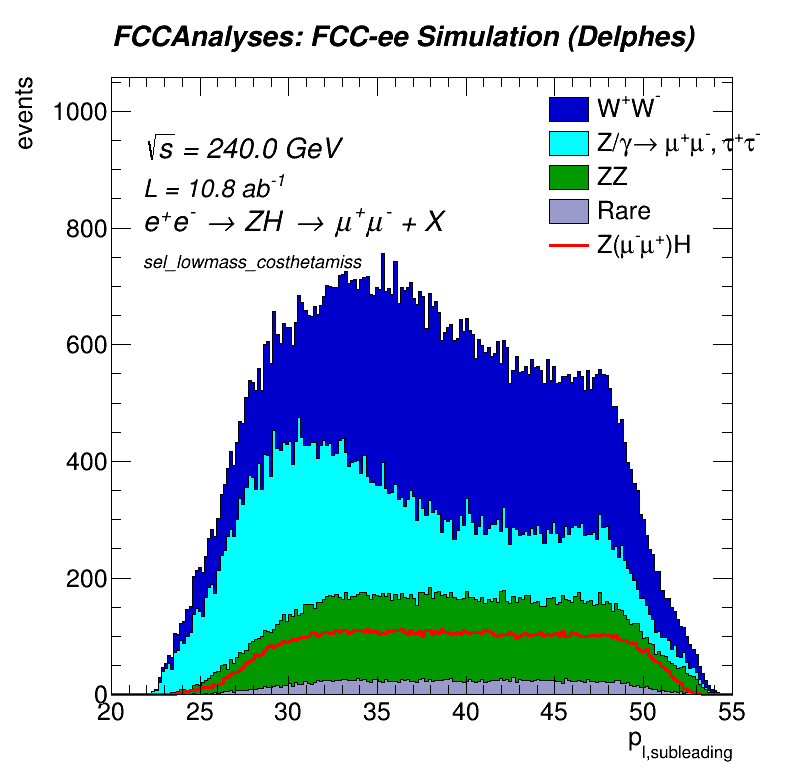 FCCAnalyses: FCC-ee Simulation (Delphes)
events
1000
800
600
400
200
0
√s = 240.0 GeV
L = 10.8 ab⁻¹
e⁺e⁻ → ZH → μ⁺μ⁻ + X
sel_lowmass_costhetamiss
W⁺W⁻
Z/γ→ μ⁺μ⁻, τ⁺τ⁻
ZZ
Rare
Z(μ⁻μ⁺)H
20 25 30 35 40 45 50 55
p_l,subleading